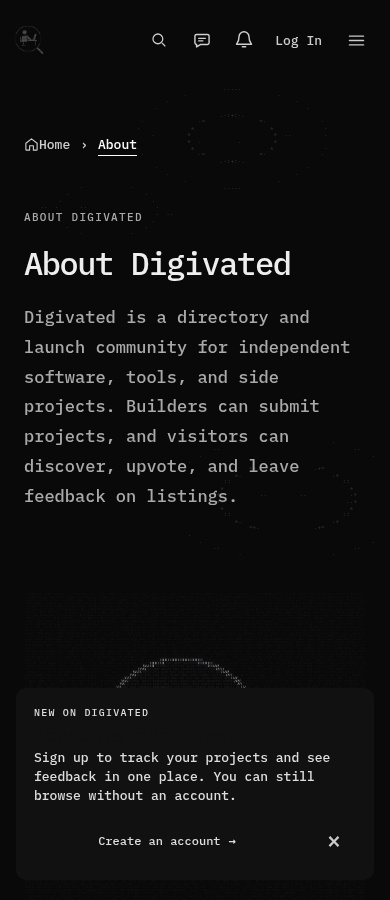 Log In
Home › About
ABOUT DIGIVATED
About Digivated
Digivated is a directory and
launch community for independent
software, tools, and side
projects. Builders can submit
projects, and visitors can
discover, upvote, and leave
feedback on listings.
NEW ON DIGIVATED
Sign up to track your projects and see
feedback in one place. You can still
browse without an account.
Create an account →